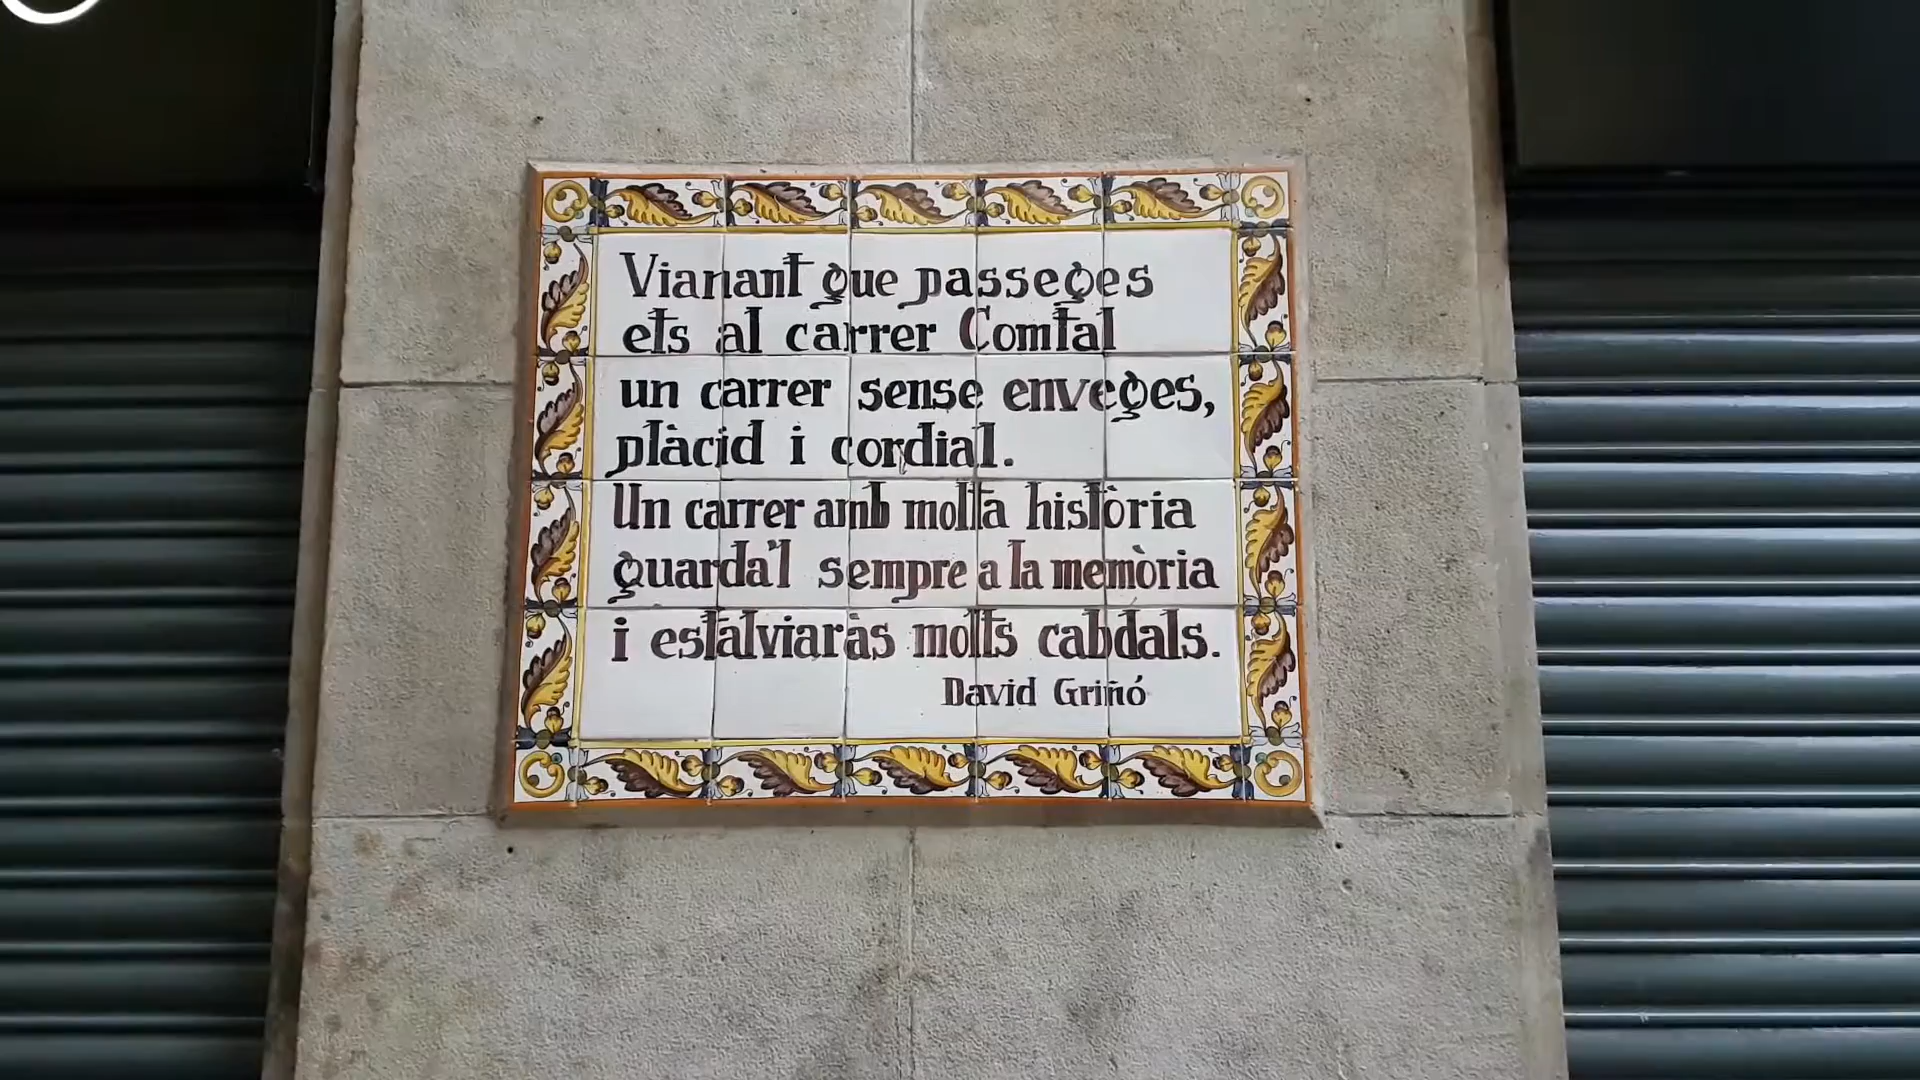 Vianant que passeges
ets al carrer Comtal
un carrer sense enveges,
plàcid i cordial.
Un carrer amb molta història
guarda'l sempre a la memòria
i estalviaràs molts cabdals.
David Griñó